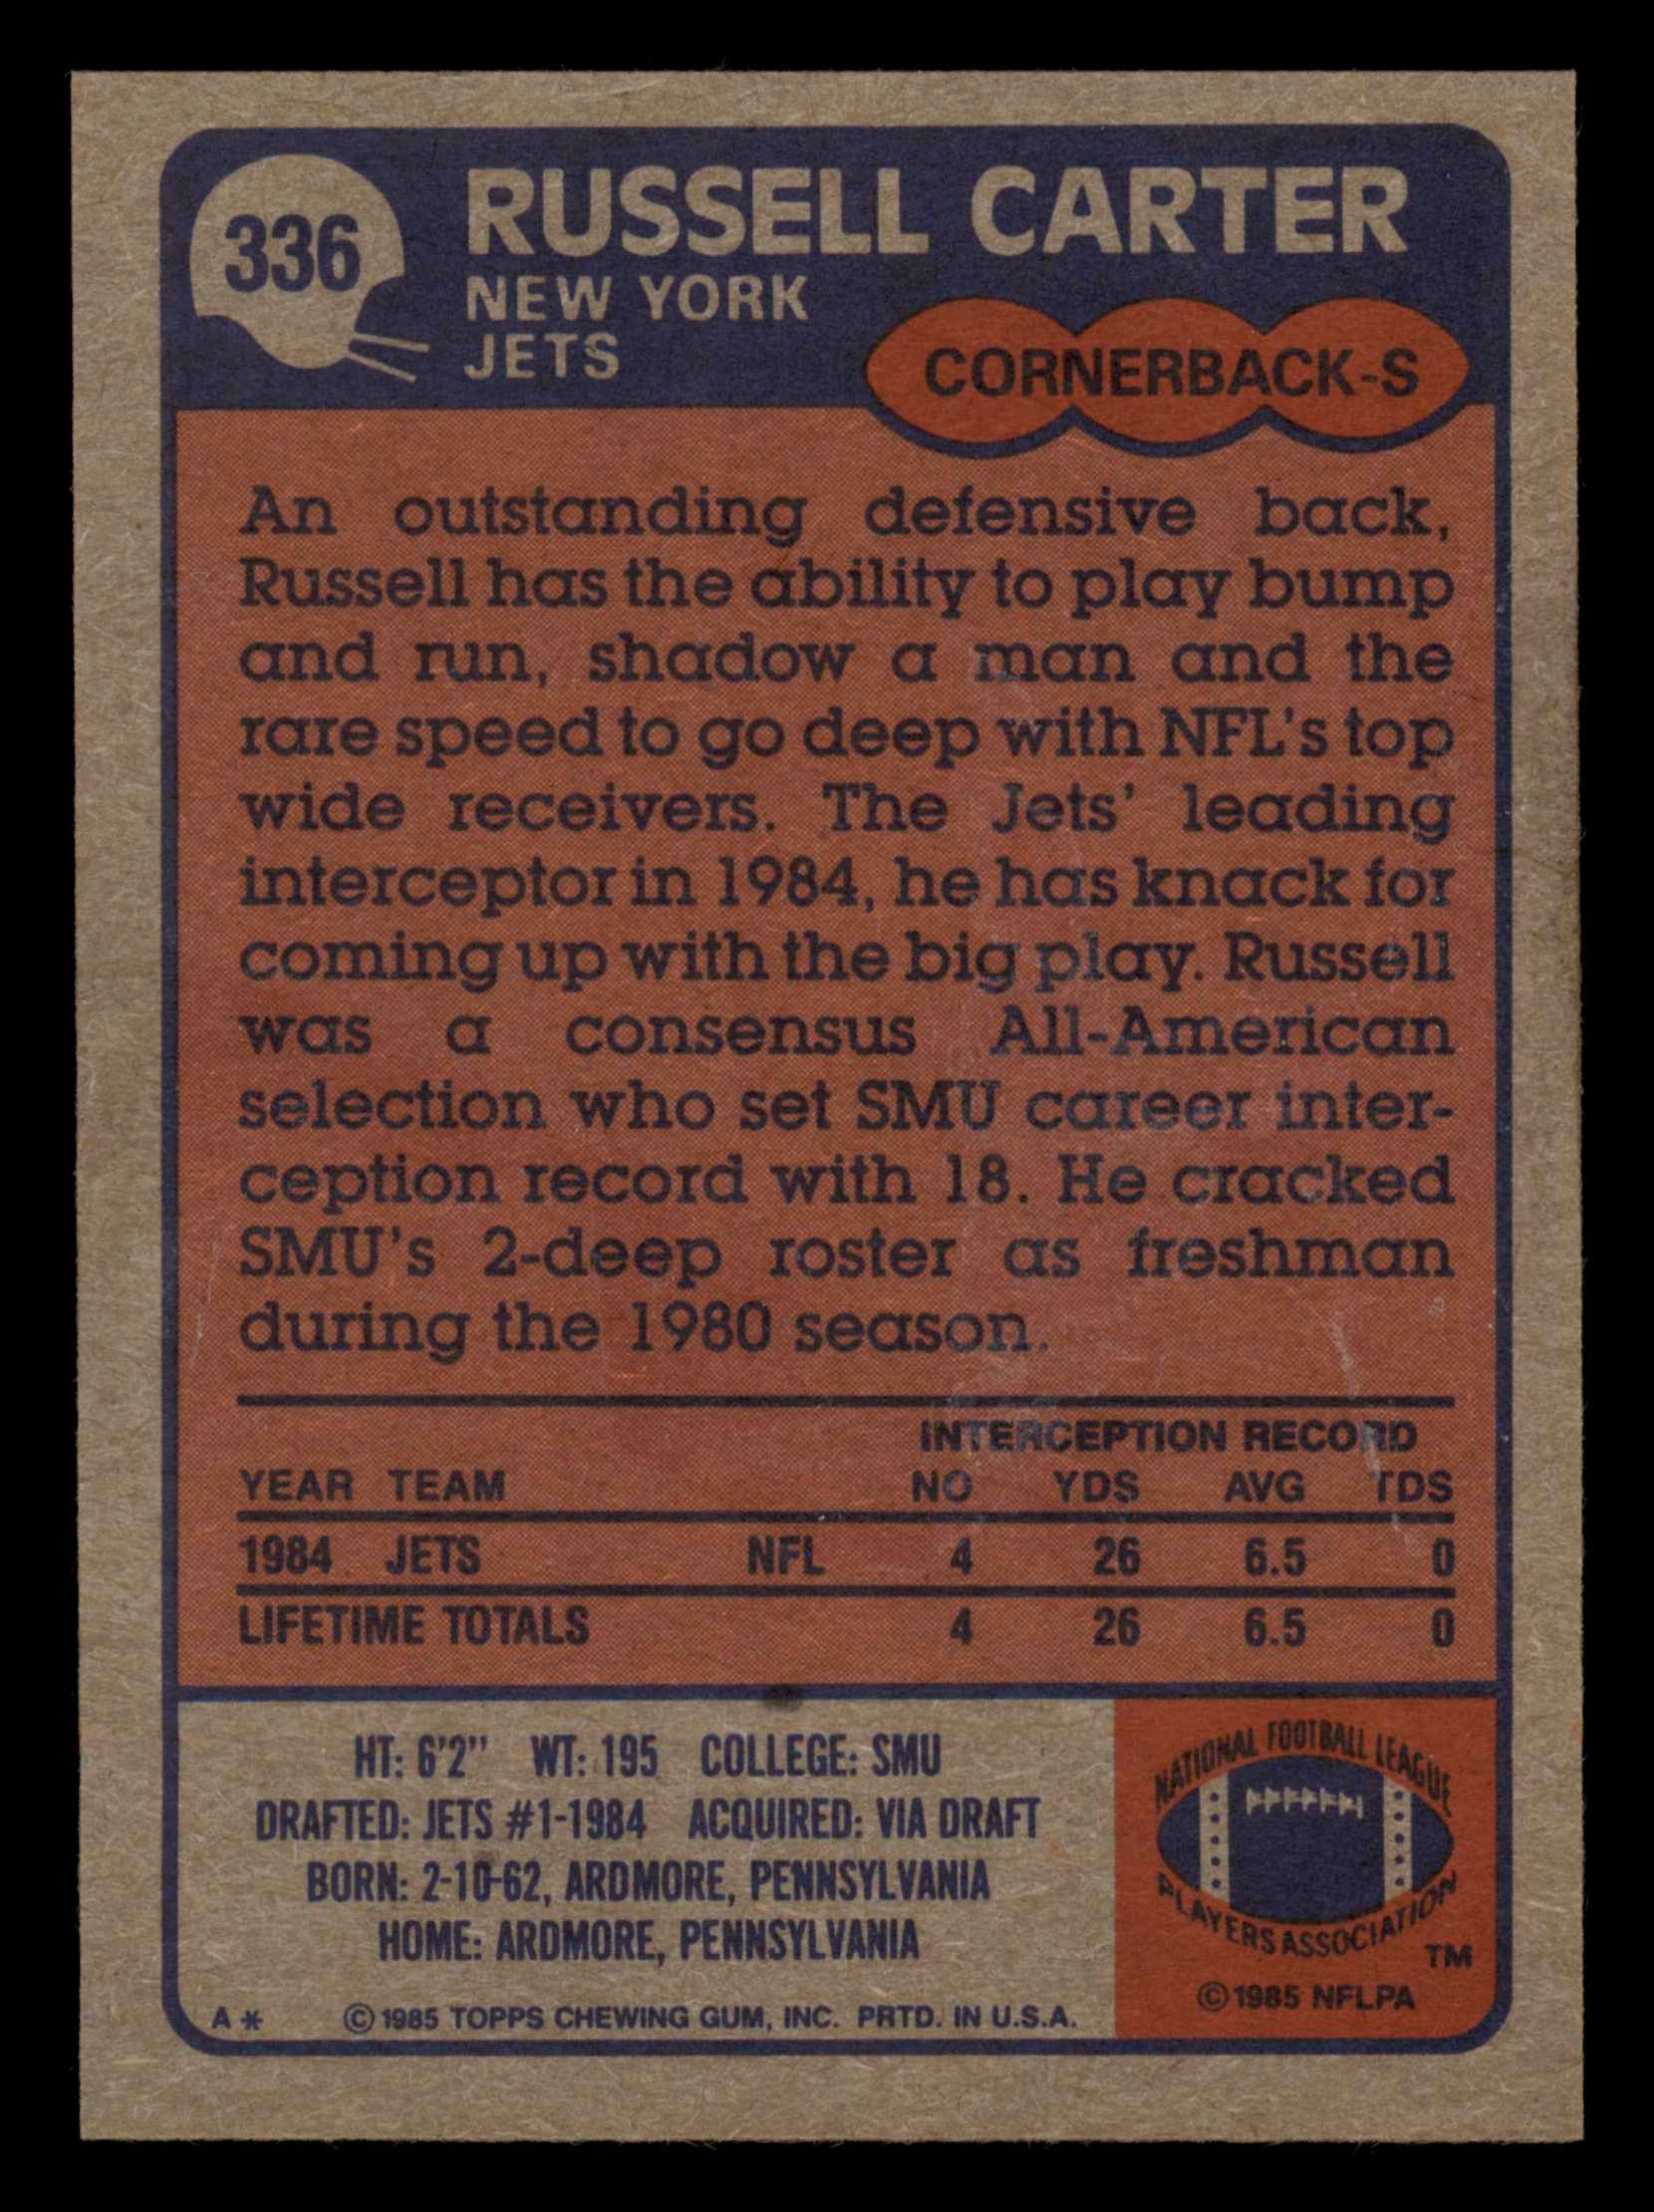 336
RUSSELL CARTER
NEW YORK
JETS
CORNERBACK-S
An outstanding defensive back,
Russell has the ability to play bump
and run, shadow a man and the
rare speed to go deep with NFL's top
wide receivers. The Jets' leading
interceptor in 1984, he has knack for
coming up with the big play. Russell
was a consensus All-American
selection who set SMU career inter-
ception record with 18. He cracked
SMU's 2-deep roster as freshman
during the 1980 season.
INTERCEPTION RECORD
YEAR TEAM NO YDS AVG TDS
1984 JETS NFL 4 26 6.5 0
LIFETIME TOTALS 4 26 6.5 0
HT: 6'2" WT: 195 COLLEGE: SMU
DRAFTED: JETS #1-1984 ACQUIRED: VIA DRAFT
BORN: 2-10-62, ARDMORE, PENNSYLVANIA
HOME: ARDMORE, PENNSYLVANIA
A* © 1985 TOPPS CHEWING GUM, INC. PRTD. IN U.S.A.
NATIONAL FOOTBALL LEAGUE
PLAYERS ASSOCIATION
TM
© 1985 NFLPA